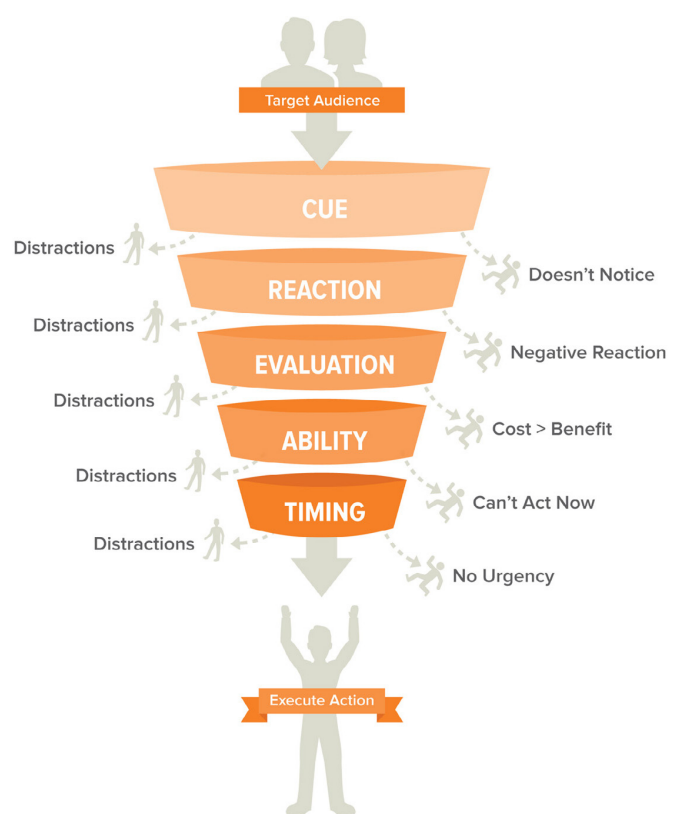 Target Audience
CUE
Distractions
Doesn't Notice
REACTION
Distractions
Negative Reaction
EVALUATION
Distractions
Cost > Benefit
ABILITY
Distractions
Can't Act Now
TIMING
Distractions
No Urgency
Execute Action